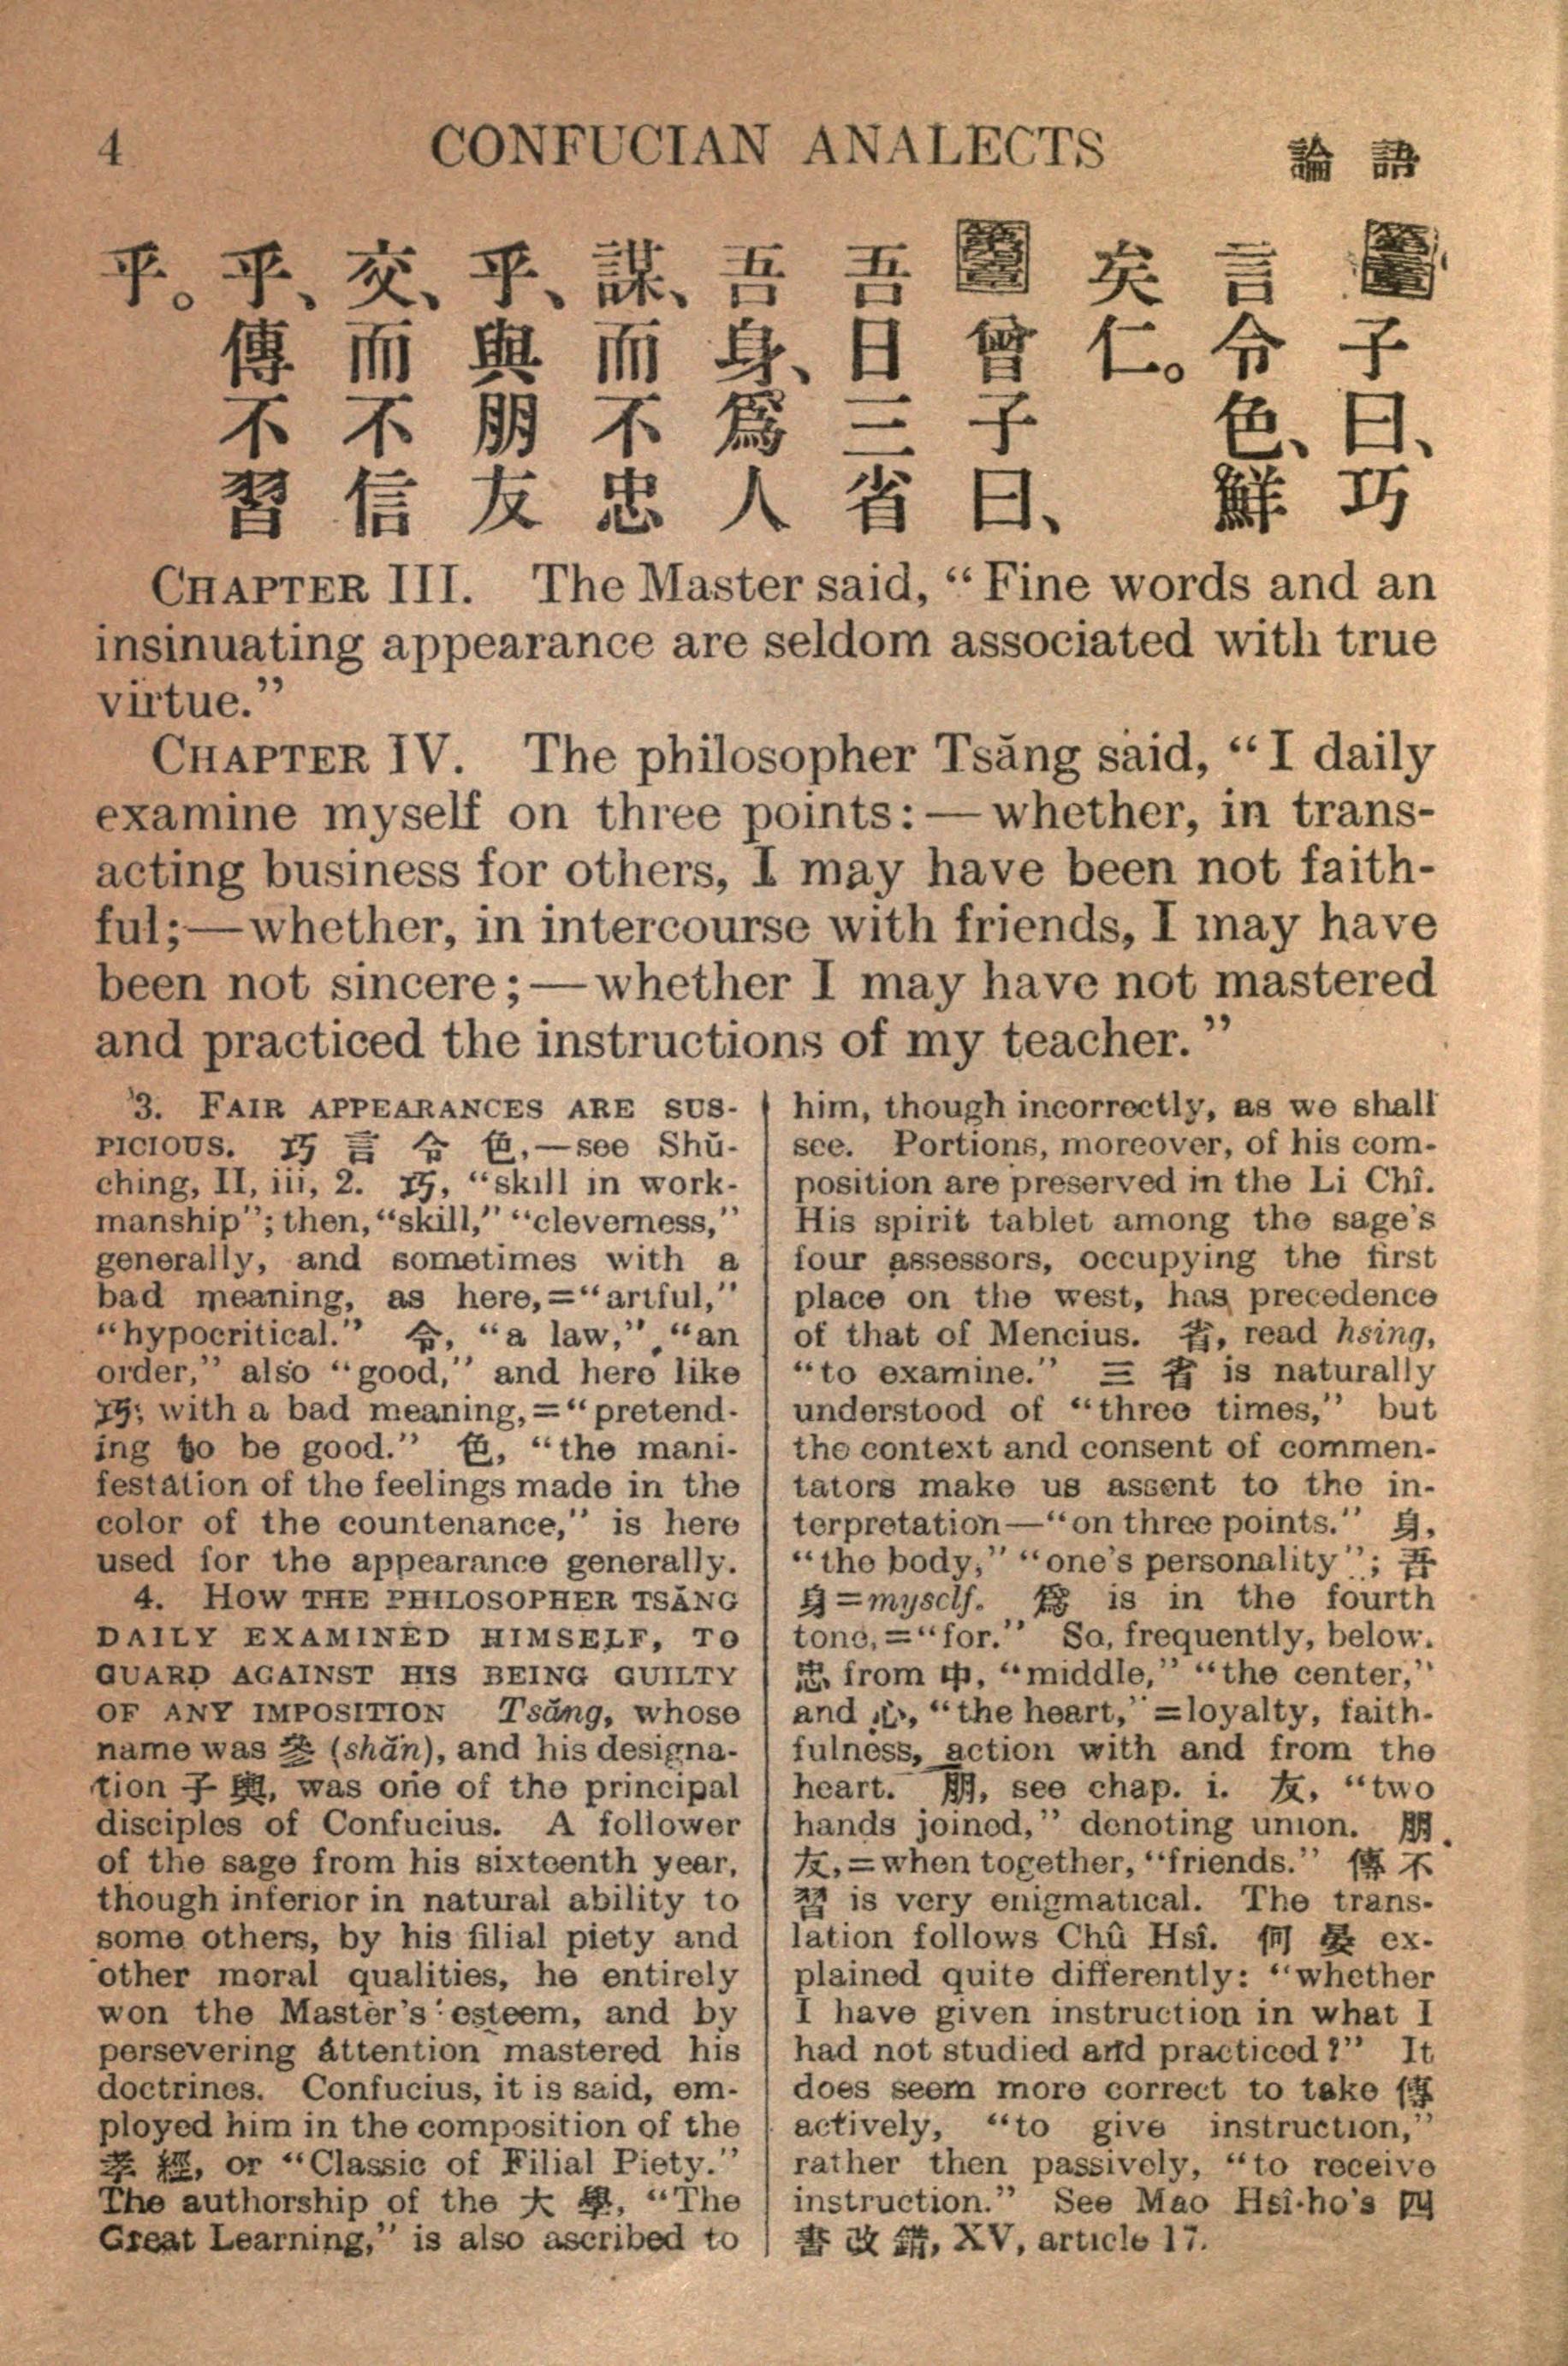 4 CONFUCIAN ANALECTS 論 語
子曰、巧
言令色、鮮
矣仁。
曾子曰、
吾日三省
吾身、爲人
謀、而不忠
乎、與朋友
交、而不信
乎、傳不習
乎。
CHAPTER III. The Master said, “Fine words and an
insinuating appearance are seldom associated with true
virtue.”
CHAPTER IV. The philosopher Tsăng said, “I daily
examine myself on three points:—whether, in trans-
acting business for others, I may have been not faith-
ful;—whether, in intercourse with friends, I may have
been not sincere;—whether I may have not mastered
and practiced the instructions of my teacher.”
3. FAIR APPEARANCES ARE SUS-
PICIOUS. 巧 言 令 色,—see Shŭ-
ching, II, iii, 2. 巧, “skill in work-
manship”; then, “skill,” “cleverness,”
generally, and sometimes with a
bad meaning, as here,=“artful,”
“hypocritical.” 令, “a law,” “an
order,” also “good,” and here like
巧; with a bad meaning,=“pretend-
ing to be good.” 色, “the mani-
festation of the feelings made in the
color of the countenance,” is here
used for the appearance generally.
4. HOW THE PHILOSOPHER TSĂNG
DAILY EXAMINED HIMSELF, TO
GUARD AGAINST HIS BEING GUILTY
OF ANY IMPOSITION Tsăng, whose
name was 參 (shăn), and his designa-
tion 子 輿, was one of the principal
disciples of Confucius. A follower
of the sage from his sixteenth year,
though inferior in natural ability to
some others, by his filial piety and
other moral qualities, he entirely
won the Master's esteem, and by
persevering attention mastered his
doctrines. Confucius, it is said, em-
ployed him in the composition of the
孝 經, or “Classic of Filial Piety.”
The authorship of the 大 學, “The
Great Learning,” is also ascribed to
him, though incorrectly, as we shall
see. Portions, moreover, of his com-
position are preserved in the Li Chî.
His spirit tablet among the sage's
four assessors, occupying the first
place on the west, has precedence
of that of Mencius. 省, read hsing,
“to examine.” 三 省 is naturally
understood of “three times,” but
the context and consent of commen-
tators make us assent to the in-
terpretation—“on three points.” 身,
“the body,” “one's personality”; 吾
身=myself. 爲 is in the fourth
tone,=“for.” So, frequently, below.
忠, from 中, “middle,” “the center,”
and 心, “the heart,”=loyalty, faith-
fulness, action with and from the
heart. 朋, see chap. i. 友, “two
hands joined,” denoting union. 朋
友,=when together, “friends.” 傳 不
習 is very enigmatical. The trans-
lation follows Chû Hsî. 何 晏 ex-
plained quite differently: “whether
I have given instruction in what I
had not studied and practiced?” It
does seem more correct to take 傳
actively, “to give instruction,”
rather then passively, “to receive
instruction.” See Mao Hsî-ho's 四
書 改 錯, XV, article 17.